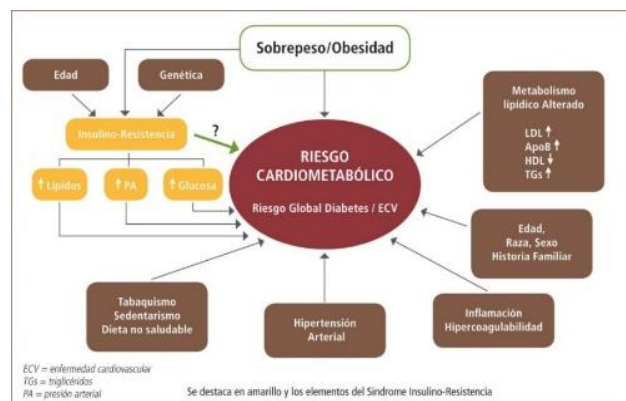 Sobrepeso/Obesidad
Edad
Genética
Insulino-Resistencia
?
↑ Lípidos
↑ PA
↑ Glucosa
RIESGO
CARDIOMETABÓLICO
Riesgo Global Diabetes / ECV
Metabolismo
lipídico Alterado
LDL ↑
ApoB ↑
HDL ↓
TGs ↑
Edad,
Raza, Sexo
Historia Familiar
Tabaquismo
Sedentarismo
Dieta no saludable
Hipertensión
Arterial
Inflamación
Hipercoagulabilidad
ECV = enfermedad cardiovascular
TGs = triglicéridos
PA = presión arterial
Se destaca en amarillo y los elementos del Síndrome Insulino-Resistencia